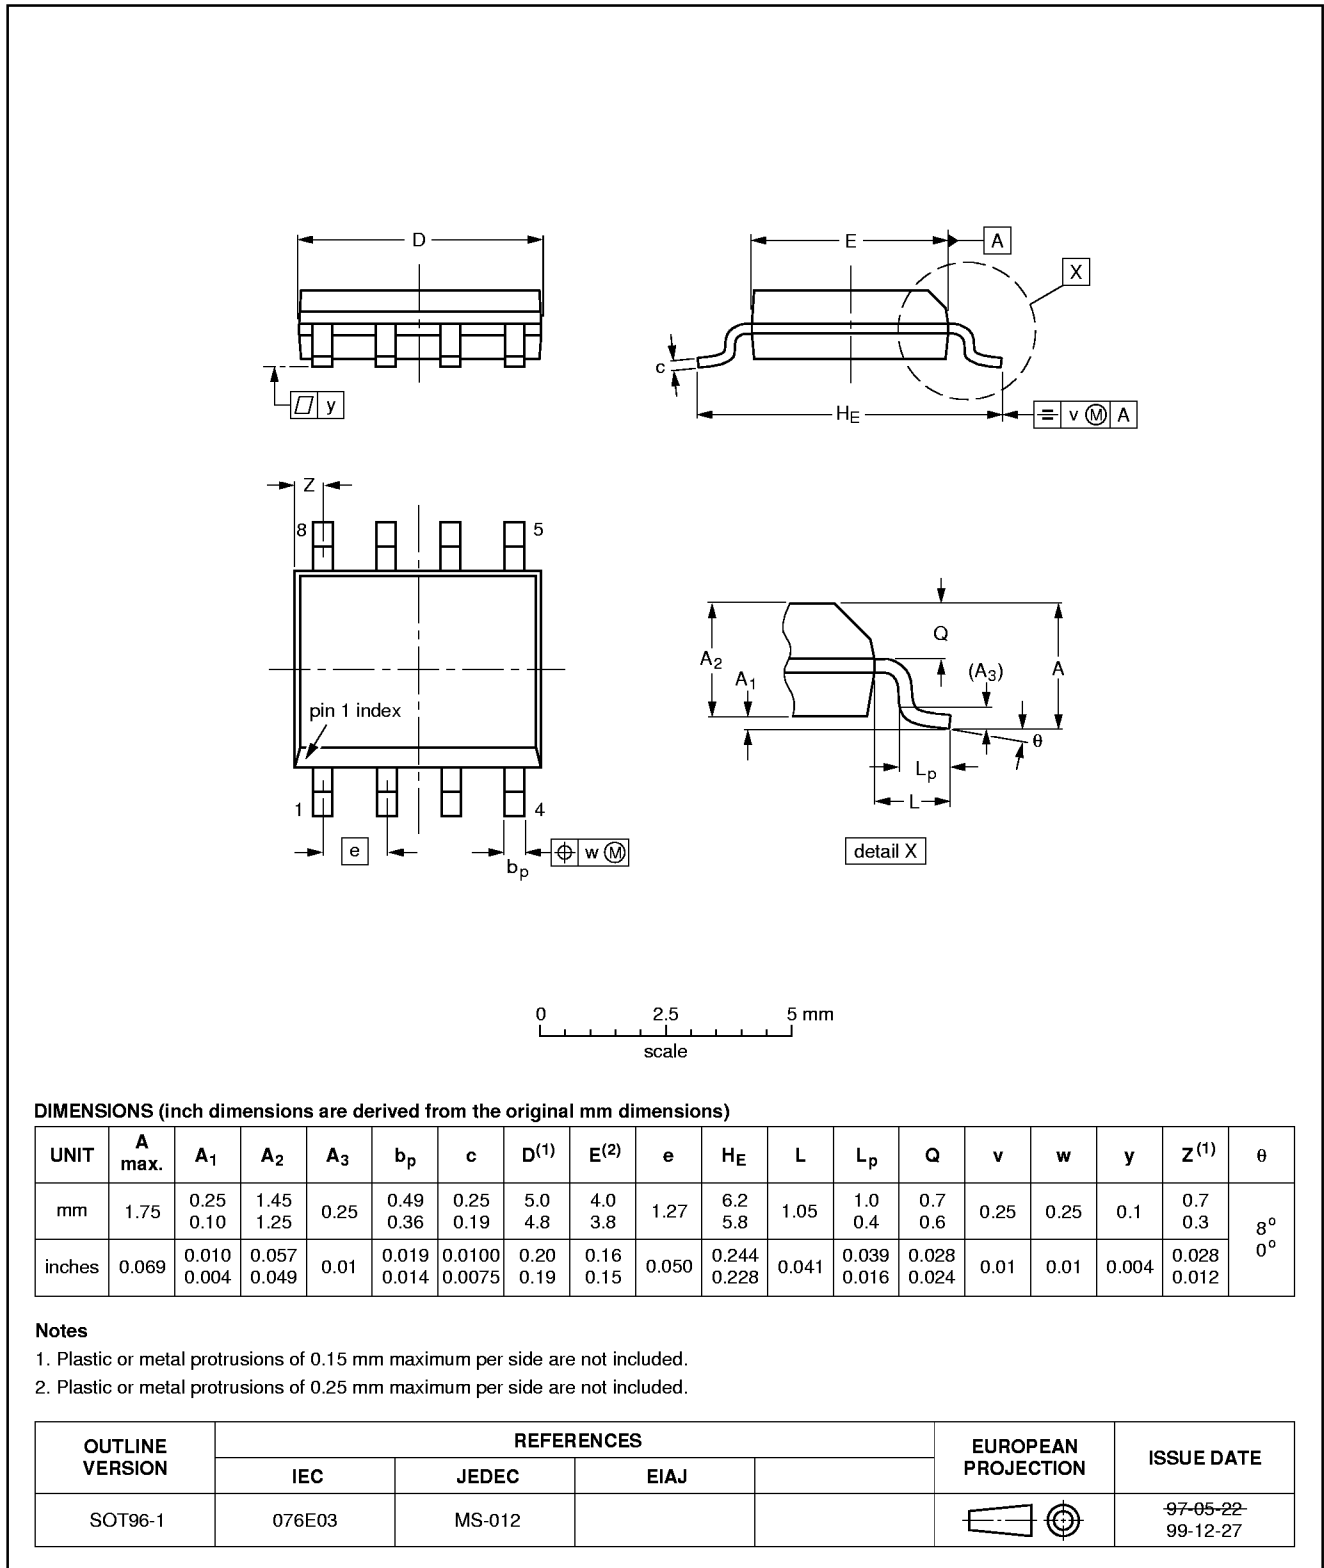 D
E
A
X
c
y
HE
v Ⓜ A
Z
8
5
pin 1 index
1
4
e
bp
w Ⓜ
A2
A1
Q
(A3)
A
θ
Lp
L
detail X
0 2.5 5 mm
scale
DIMENSIONS (inch dimensions are derived from the original mm dimensions)
UNIT A max. A1 A2 A3 bp c D(1) E(2) e HE L Lp Q v w y Z(1) θ
mm 1.75 0.25 0.10 1.45 1.25 0.25 0.49 0.36 0.25 0.19 5.0 4.8 4.0 3.8 1.27 6.2 5.8 1.05 1.0 0.4 0.7 0.6 0.25 0.25 0.1 0.7 0.3 8° 0°
inches 0.069 0.010 0.004 0.057 0.049 0.01 0.019 0.014 0.0100 0.0075 0.20 0.19 0.16 0.15 0.050 0.244 0.228 0.041 0.039 0.016 0.028 0.024 0.01 0.01 0.004 0.028 0.012
Notes
1. Plastic or metal protrusions of 0.15 mm maximum per side are not included.
2. Plastic or metal protrusions of 0.25 mm maximum per side are not included.
OUTLINE VERSION REFERENCES EUROPEAN PROJECTION ISSUE DATE
IEC JEDEC EIAJ
SOT96-1 076E03 MS-012 97-05-22
99-12-27